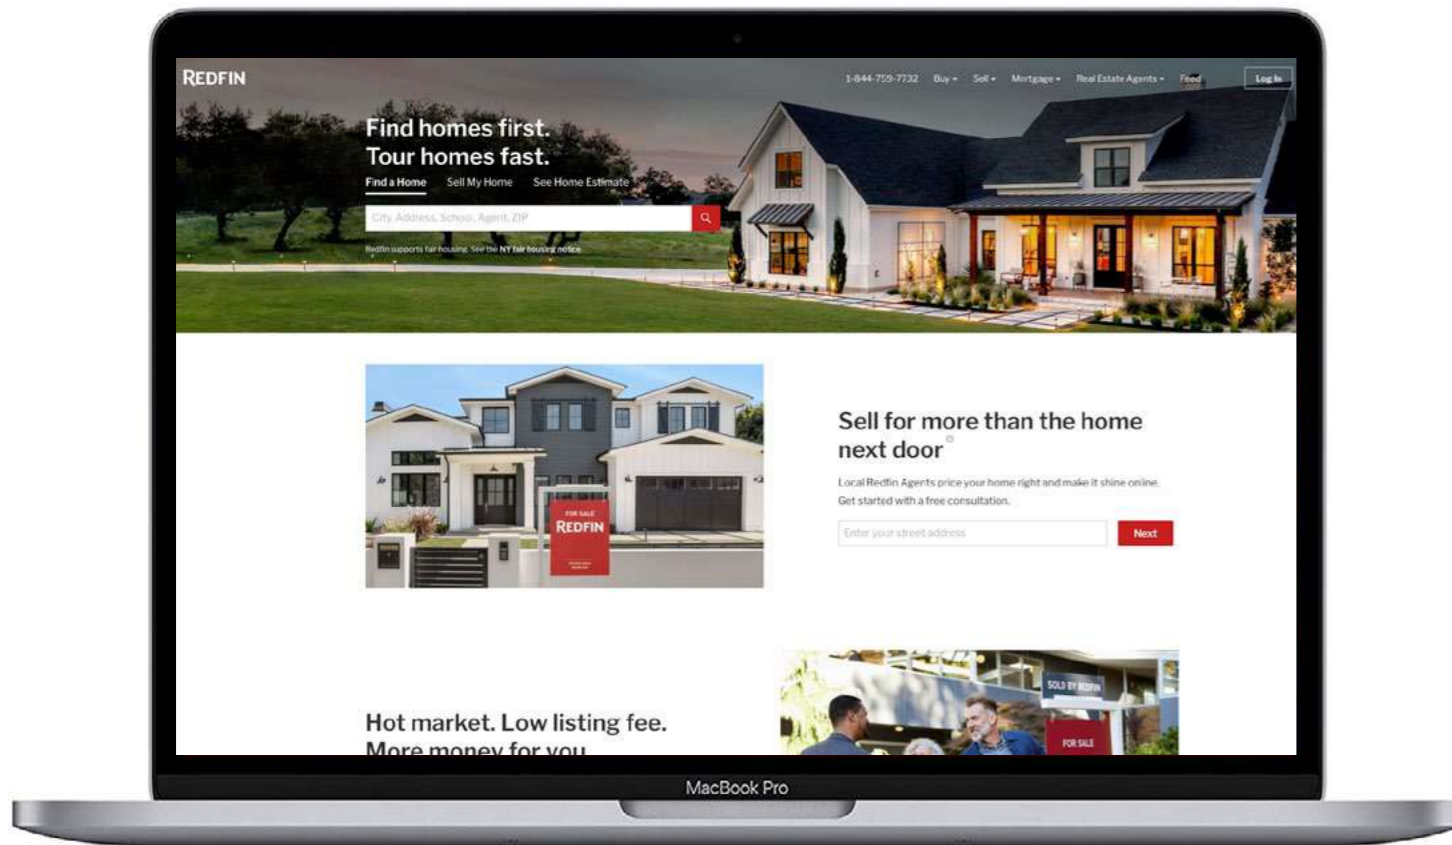 REDFIN
1-844-759-7732 Buy Sell Mortgage Real Estate Agents Feed Log In
Find homes first.
Tour homes fast.
Find a Home Sell My Home See Home Estimate
City, Address, School, Agent, ZIP
Redfin supports fair housing. See the NY fair housing notice
Sell for more than the home
next door
Local Redfin Agents price your home right and make it shine online.
Get started with a free consultation.
Enter your street address Next
FOR SALE
REDFIN
SOLD BY REDFIN
FOR SALE
Hot market. Low listing fee.
More money for you
MacBook Pro